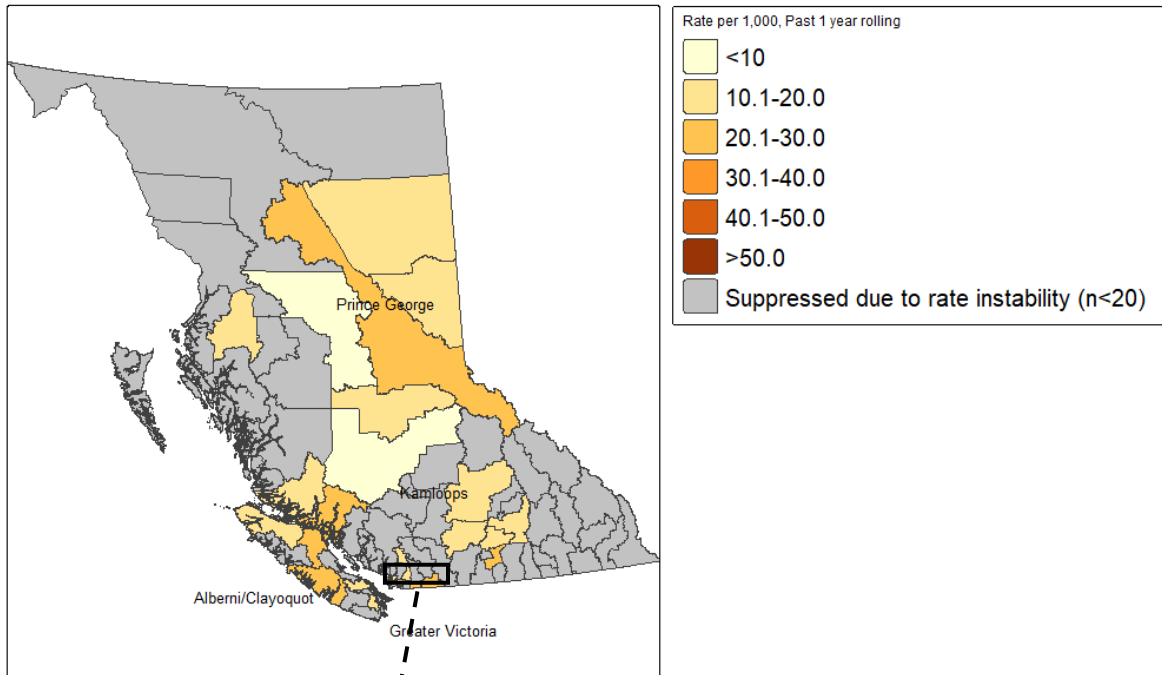 Rate per 1,000, Past 1 year rolling
<10
10.1-20.0
20.1-30.0
30.1-40.0
40.1-50.0
>50.0
Suppressed due to rate instability (n<20)
Prince George
Kamloops
Alberni/Clayoquot
Greater Victoria